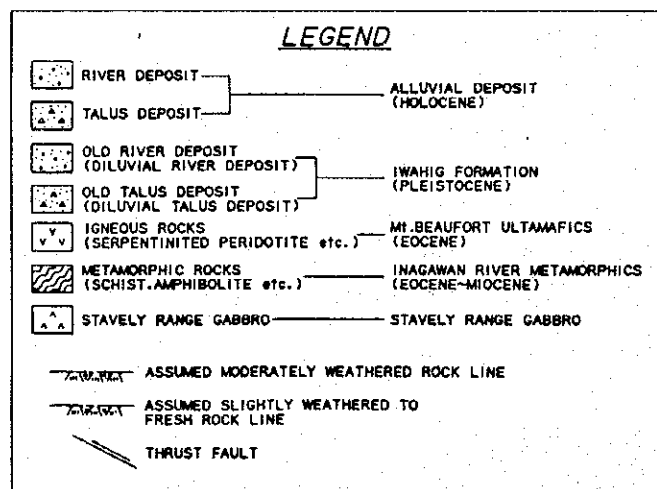 LEGEND
RIVER DEPOSIT
ALLUVIAL DEPOSIT
(HOLOCENE)
TALUS DEPOSIT
OLD RIVER DEPOSIT
(DILUVIAL RIVER DEPOSIT)
IWAHIG FORMATION
(PLEISTOCENE)
OLD TALUS DEPOSIT
(DILUVIAL TALUS DEPOSIT)
IGNEOUS ROCKS
(SERPENTINITED PERIDOTITE etc.)
Mt.BEAUFORT ULTAMAFICS
(EOCENE)
METAMORPHIC ROCKS
(SCHIST.AMPHIBOLITE etc.)
INAGAWAN RIVER METAMORPHICS
(EOCENE~MIOCENE)
STAVELY RANGE GABBRO
STAVELY RANGE GABBRO
ASSUMED MODERATELY WEATHERED ROCK LINE
ASSUMED SLIGHTLY WEATHERED TO
FRESH ROCK LINE
THRUST FAULT